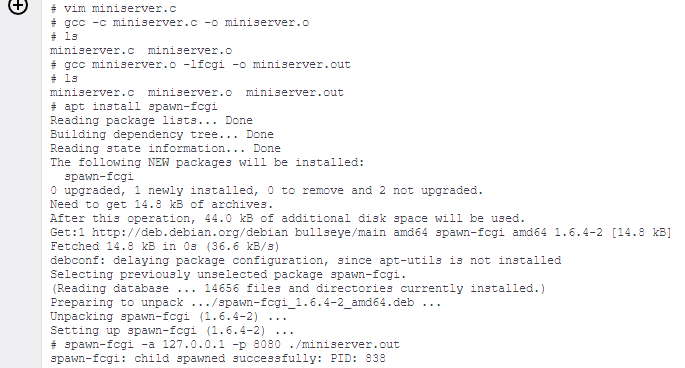 # vim miniserver.c
# gcc -c miniserver.c -o miniserver.o
# ls
miniserver.c  miniserver.o
# gcc miniserver.o -lfcgi -o miniserver.out
# ls
miniserver.c  miniserver.o  miniserver.out
# apt install spawn-fcgi
Reading package lists... Done
Building dependency tree... Done
Reading state information... Done
The following NEW packages will be installed:
  spawn-fcgi
0 upgraded, 1 newly installed, 0 to remove and 2 not upgraded.
Need to get 14.8 kB of archives.
After this operation, 44.0 kB of additional disk space will be used.
Get:1 http://deb.debian.org/debian bullseye/main amd64 spawn-fcgi amd64 1.6.4-2 [14.8 kB]
Fetched 14.8 kB in 0s (36.6 kB/s)
debconf: delaying package configuration, since apt-utils is not installed
Selecting previously unselected package spawn-fcgi.
(Reading database ... 14656 files and directories currently installed.)
Preparing to unpack .../spawn-fcgi_1.6.4-2_amd64.deb ...
Unpacking spawn-fcgi (1.6.4-2) ...
Setting up spawn-fcgi (1.6.4-2) ...
# spawn-fcgi -a 127.0.0.1 -p 8080 ./miniserver.out
spawn-fcgi: child spawned successfully: PID: 838